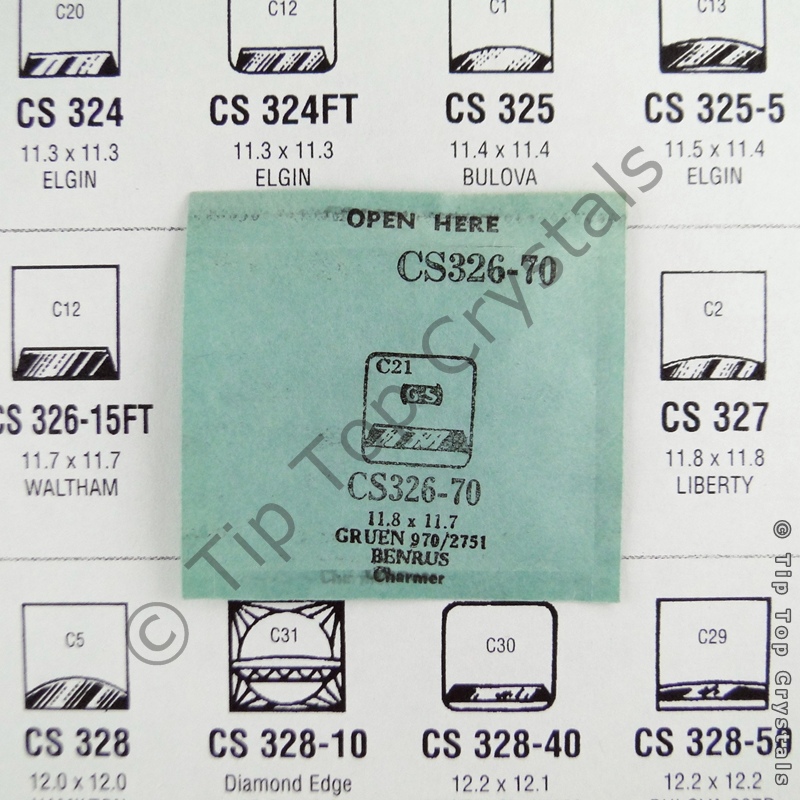 C20
C12
C1
C13
CS 324
CS 324FT
CS 325
CS 325-5
11.3 x 11.3
11.3 x 11.3
11.4 x 11.4
11.5 x 11.4
ELGIN
ELGIN
BULOVA
ELGIN
OPEN HERE
CS326-70
C21
G-S
CS326-70
11.8 x 11.7
GRUEN 970/2751
BENRUS
Charmer
C12
CS 326-15FT
11.7 x 11.7
WALTHAM
C2
CS 327
11.8 x 11.8
LIBERTY
C5
C31
C30
C29
CS 328
CS 328-10
CS 328-40
CS 328-50
12.0 x 12.0
Diamond Edge
12.2 x 12.1
12.2 x 12.2
© Tip Top Crystals
© Tip Top Crystals